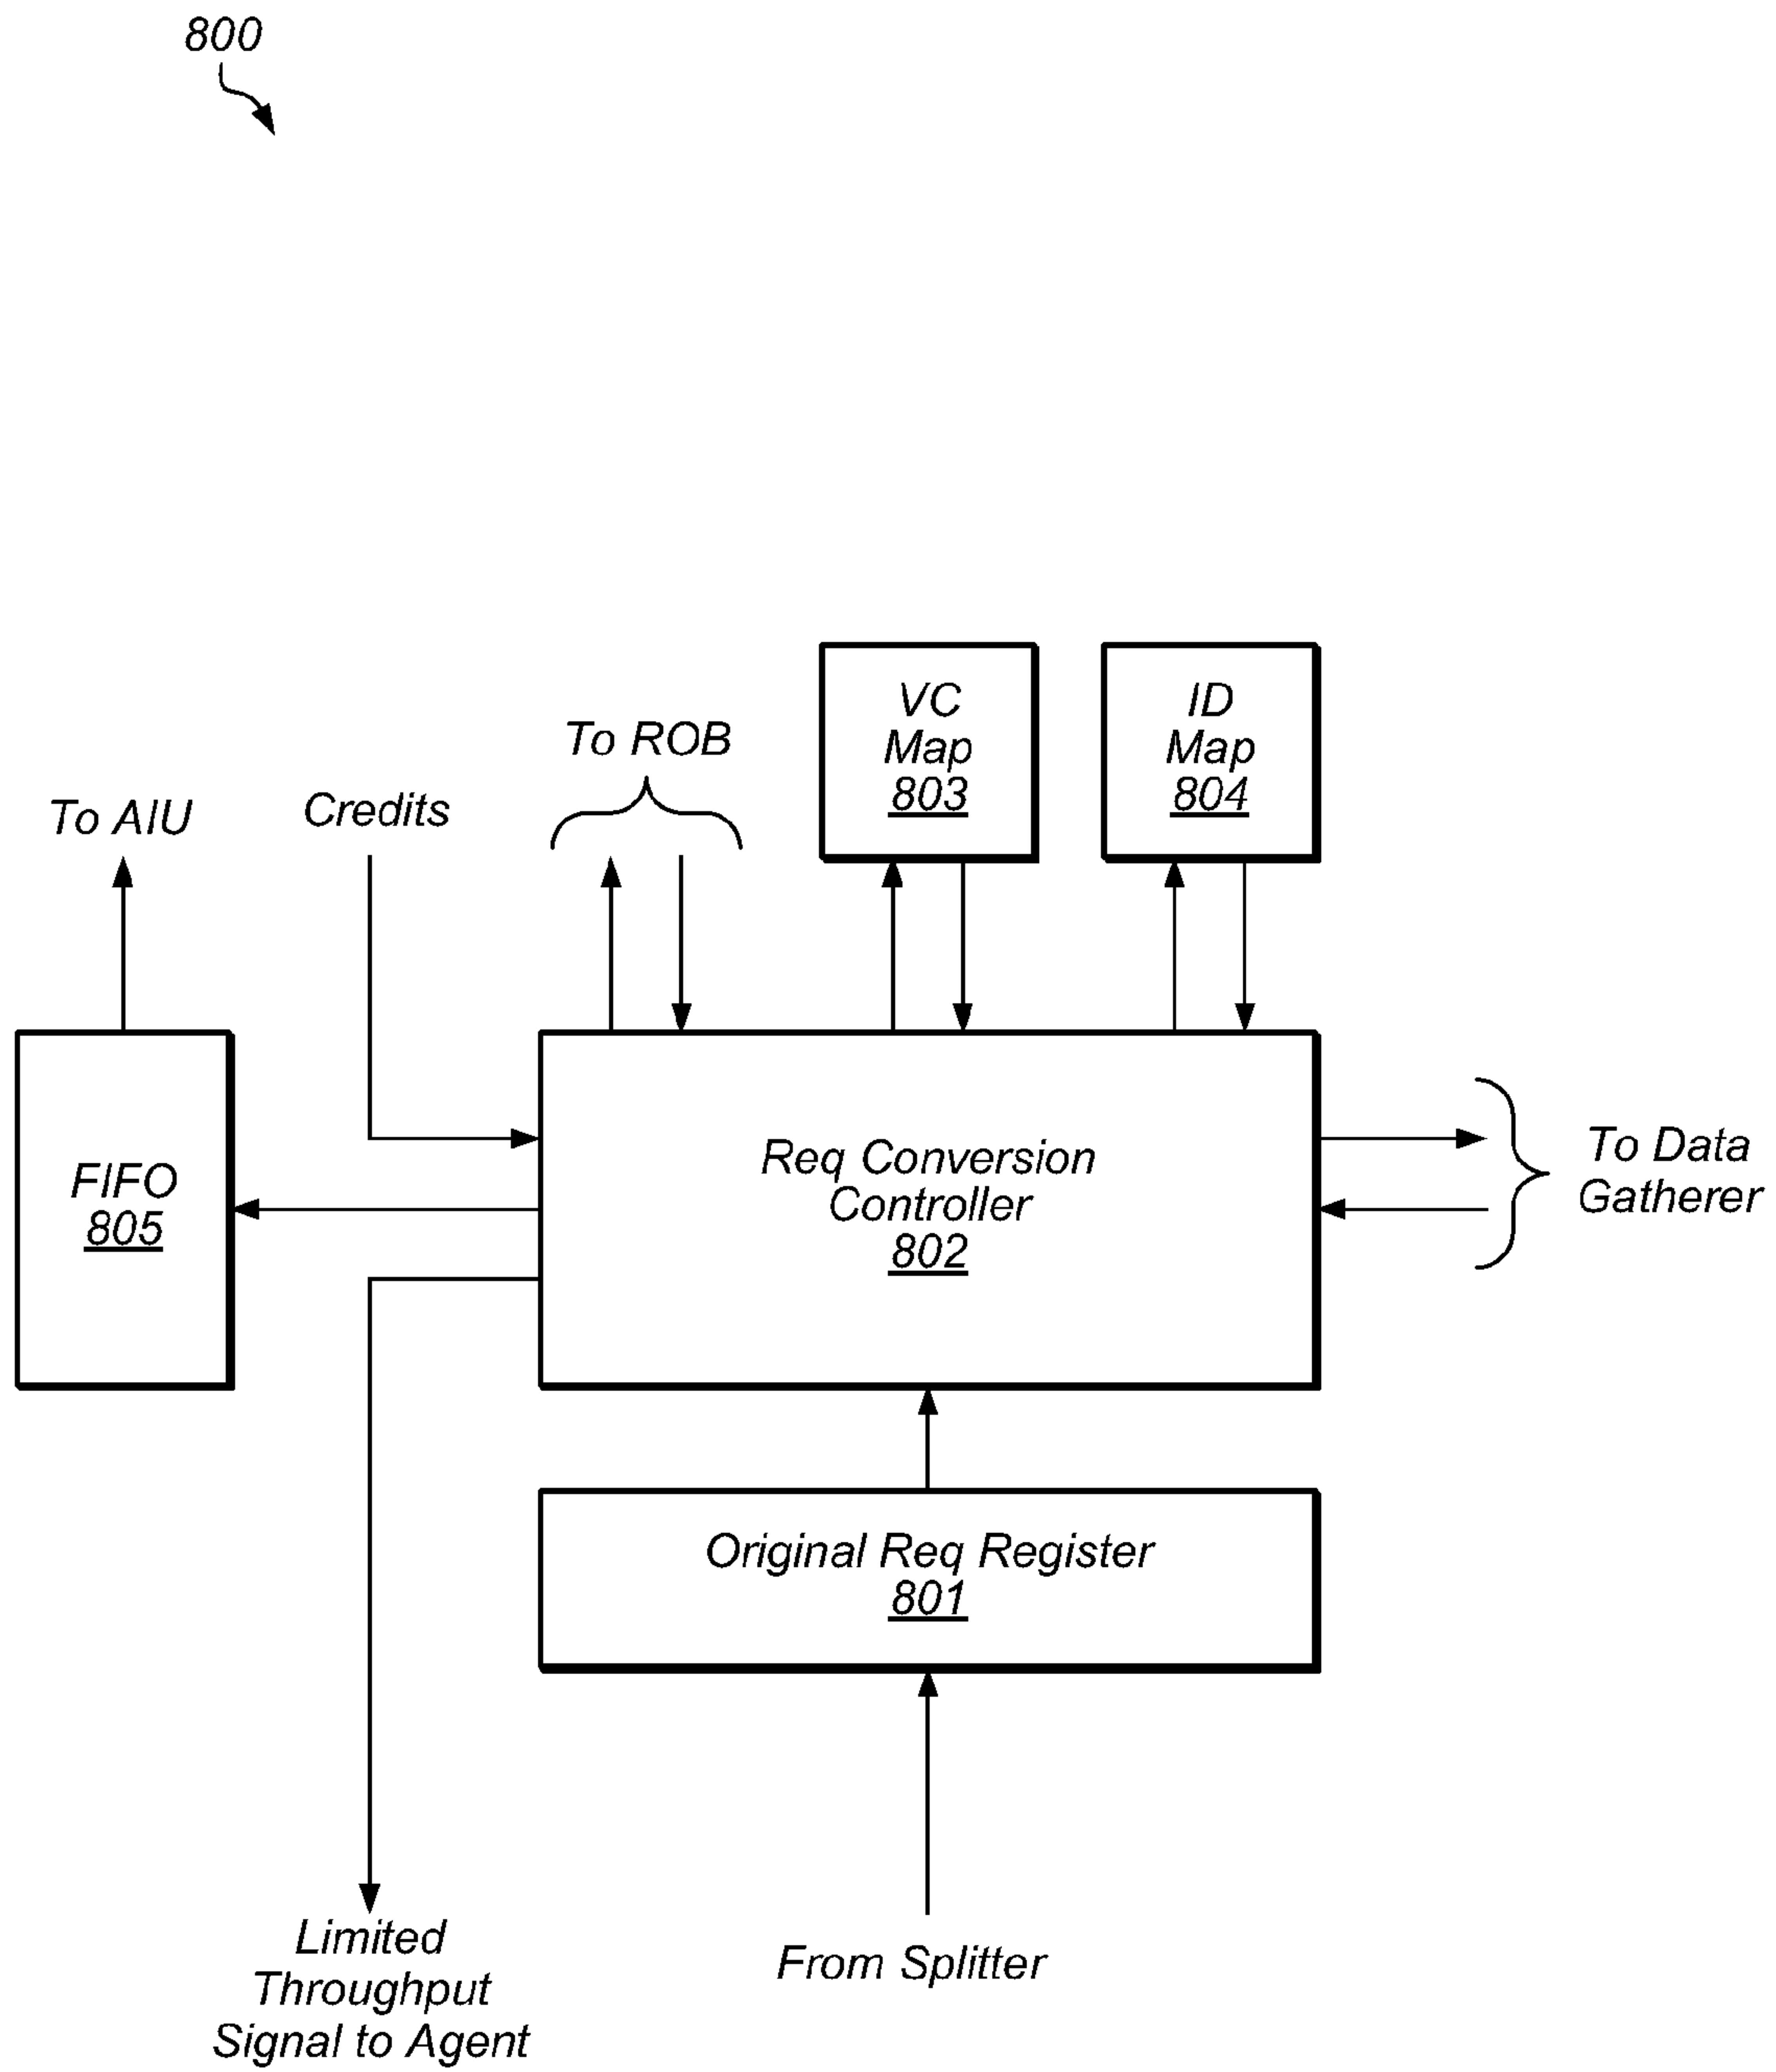 800
VC
Map
803
ID
Map
804
To ROB
Credits
To AIU
FIFO
805
Req Conversion
Controller
802
To Data
Gatherer
Original Req Register
801
Limited
Throughput
Signal to Agent
From Splitter